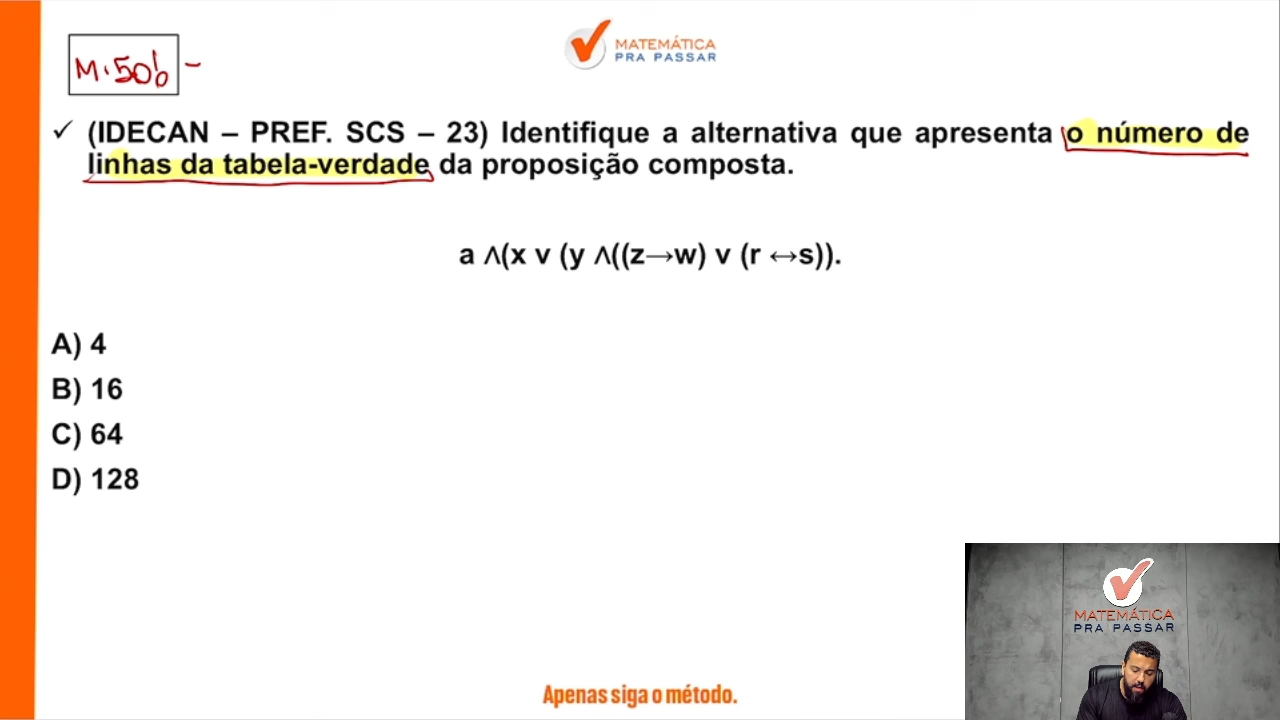 MATEMÁTICA
PRA PASSAR
M.50b -
✓ (IDECAN – PREF. SCS – 23) Identifique a alternativa que apresenta o número de
linhas da tabela-verdade da proposição composta.
a ∧(x v (y ∧((z→w) v (r ↔s)).
A) 4
B) 16
C) 64
D) 128
MATEMÁTICA
PRA PASSAR
Apenas siga o método.